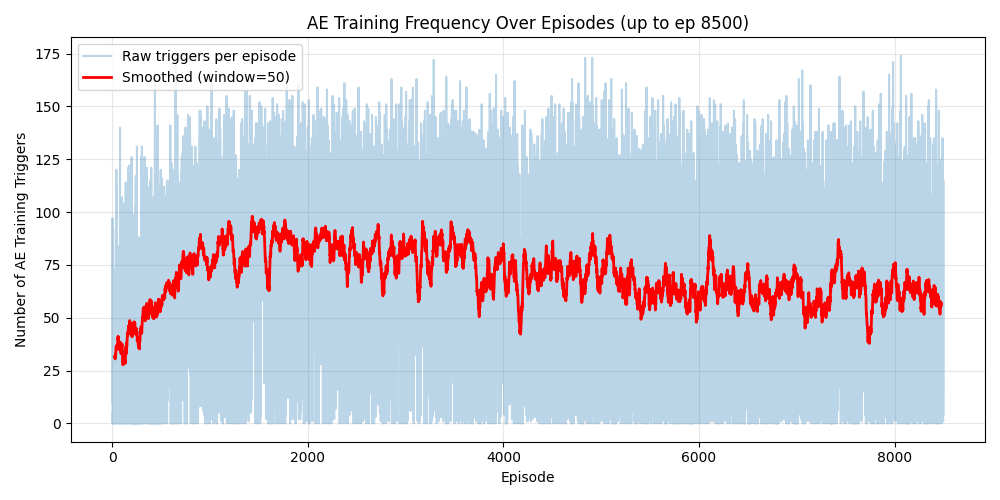 AE Training Frequency Over Episodes (up to ep 8500)
Raw triggers per episode
Smoothed (window=50)
Number of AE Training Triggers
175
150
125
100
75
50
25
0
0 2000 4000 6000 8000
Episode